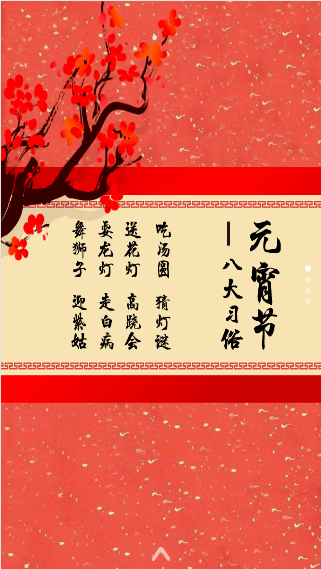 元宵节
—八大习俗
吃汤圆 猜灯谜
送花灯 高跷会
耍龙灯 走白病
舞狮子 迎紫姑